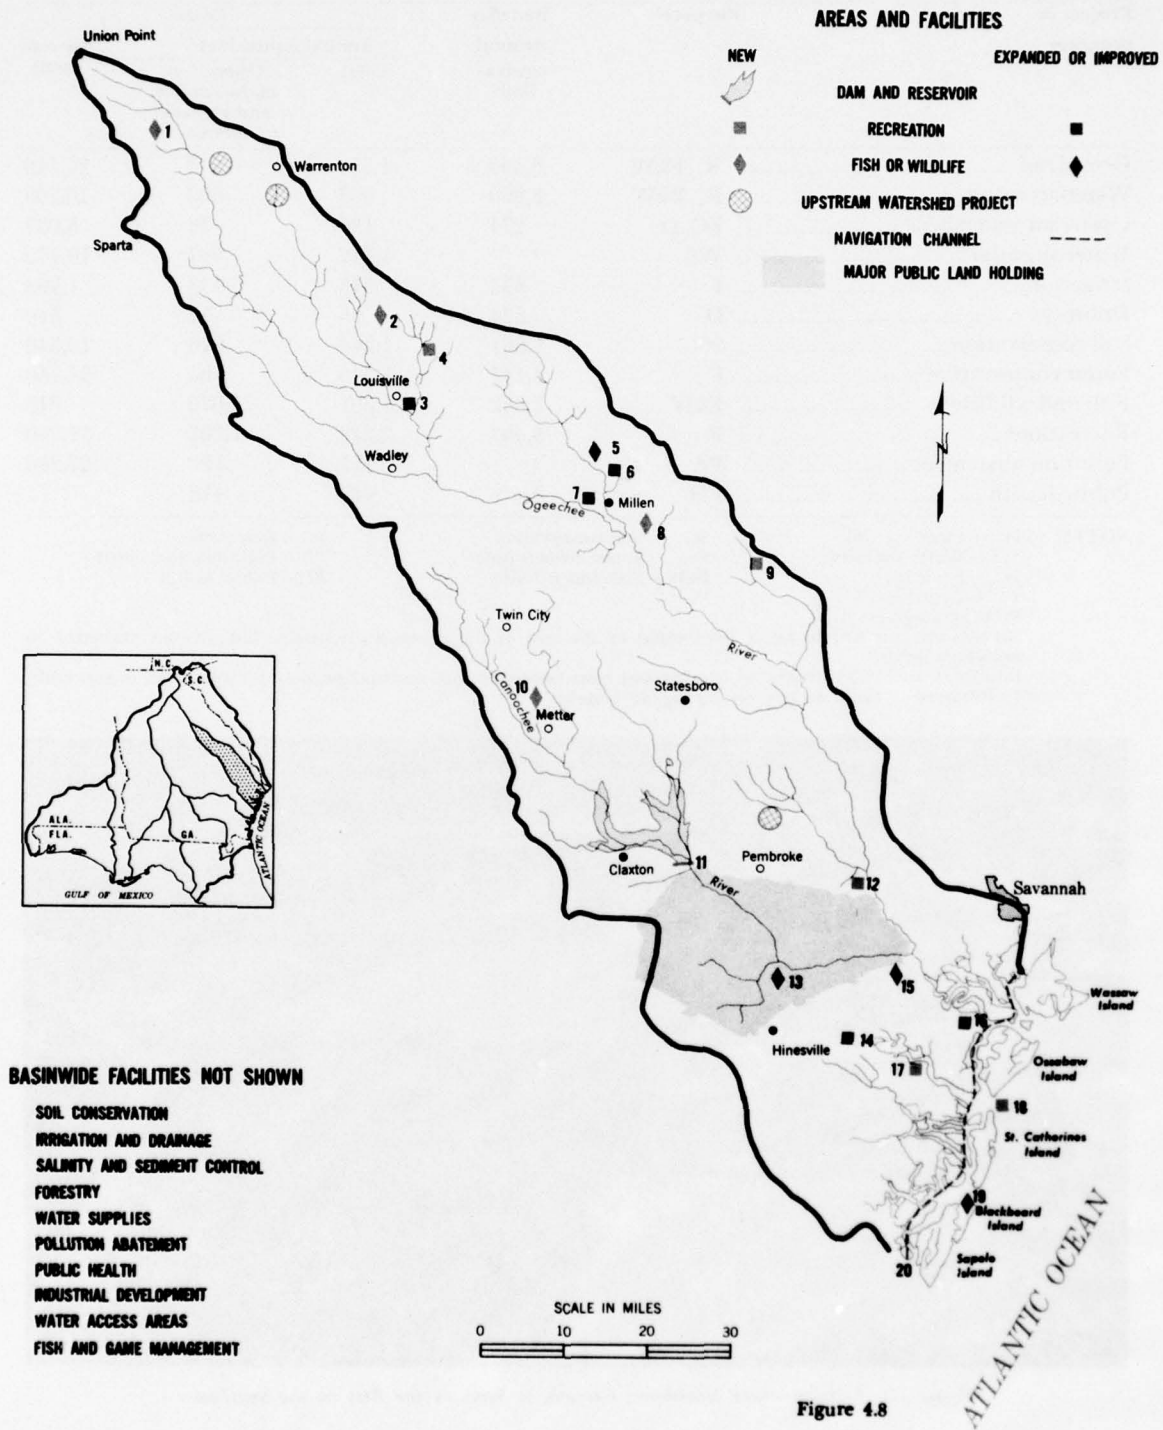 AREAS AND FACILITIES
NEW
EXPANDED OR IMPROVED
DAM AND RESERVOIR
RECREATION
FISH OR WILDLIFE
UPSTREAM WATERSHED PROJECT
NAVIGATION CHANNEL
MAJOR PUBLIC LAND HOLDING
Union Point
1
Warrenton
Sparta
2
4
Louisville
3
Wadley
5
6
7
Millen
Ogeechee
8
9
N
Twin City
River
10
Canoochee
Statesboro
Metter
N.C.
S.C.
ALA.
FLA.
GA.
ATLANTIC OCEAN
GULF OF MEXICO
Claxton
11
Pembroke
River
12
Savannah
13
15
Wassaw
Island
16
14
Hinesville
17
Ossabaw
Island
18
St. Catherines
Island
19
Blackbeard
Island
20
Sapelo
Island
ATLANTIC OCEAN
BASINWIDE FACILITIES NOT SHOWN
SOIL CONSERVATION
IRRIGATION AND DRAINAGE
SALINITY AND SEDIMENT CONTROL
FORESTRY
WATER SUPPLIES
POLLUTION ABATEMENT
PUBLIC HEALTH
INDUSTRIAL DEVELOPMENT
WATER ACCESS AREAS
FISH AND GAME MANAGEMENT
SCALE IN MILES
0 10 20 30
Figure 4.8